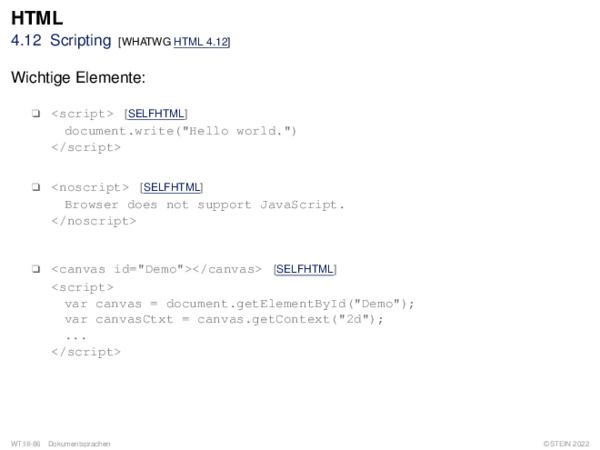 HTML
4.12 Scripting [WHATWG HTML 4.12]
Wichtige Elemente:
❑ <script> [SELFHTML]
document.write("Hello world.")
</script>
❑ <noscript> [SELFHTML]
Browser does not support JavaScript.
</noscript>
❑ <canvas id="Demo"></canvas> [SELFHTML]
<script>
var canvas = document.getElementById("Demo");
var canvasCtxt = canvas.getContext("2d");
...
</script>
WT:III-86 Dokumentsprachen ©STEIN 2022